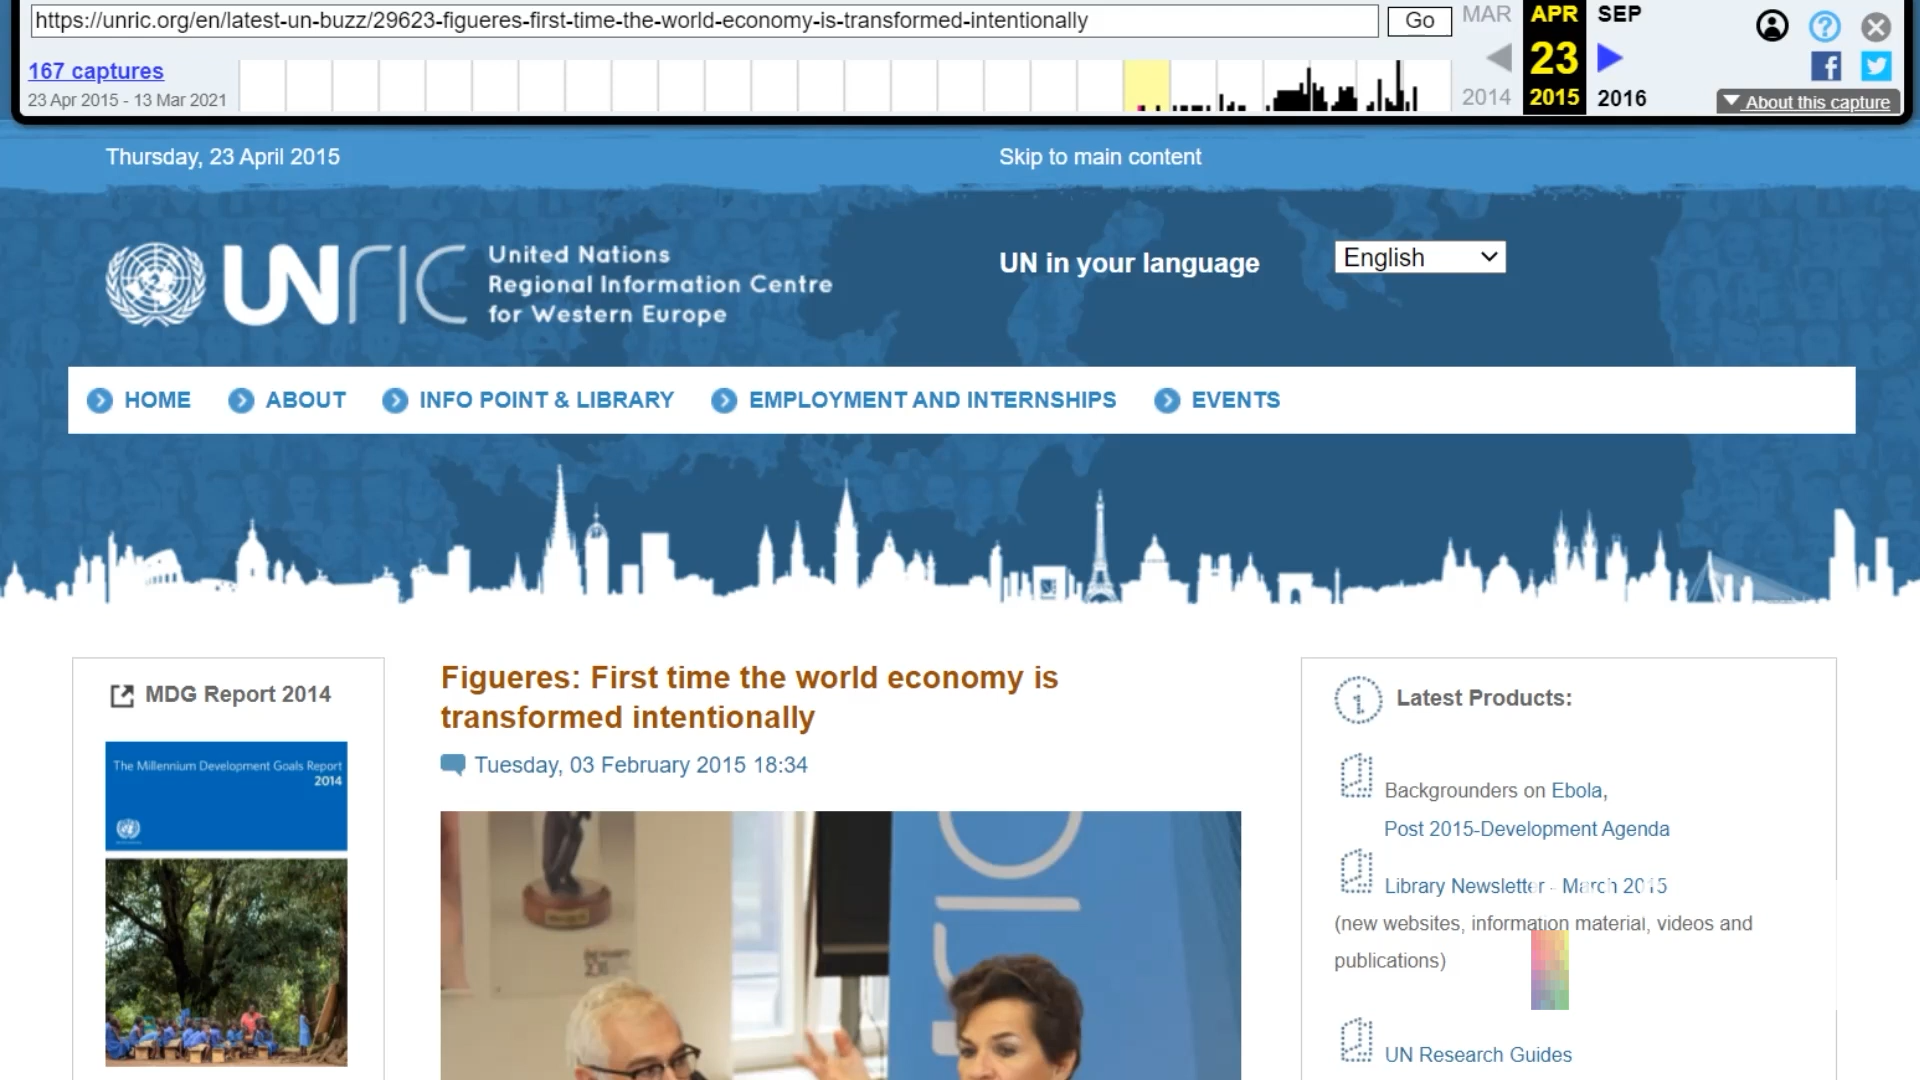 https://unric.org/en/latest-un-buzz/29623-figueres-first-time-the-world-economy-is-transformed-intentionally
Go
MAR
APR
SEP
167 captures
23
23 Apr 2015 - 13 Mar 2021
2014
2015
2016
About this capture
Thursday, 23 April 2015
Skip to main content
UNRIC
United Nations
Regional Information Centre
for Western Europe
UN in your language
English
HOME
ABOUT
INFO POINT & LIBRARY
EMPLOYMENT AND INTERNSHIPS
EVENTS
MDG Report 2014
The Millennium Development Goals Report
2014
Figueres: First time the world economy is
transformed intentionally
Tuesday, 03 February 2015 18:34
Latest Products:
Backgrounders on Ebola,
Post 2015-Development Agenda
Library Newsletter - March 2015
(new websites, information material, videos and
publications)
UN Research Guides